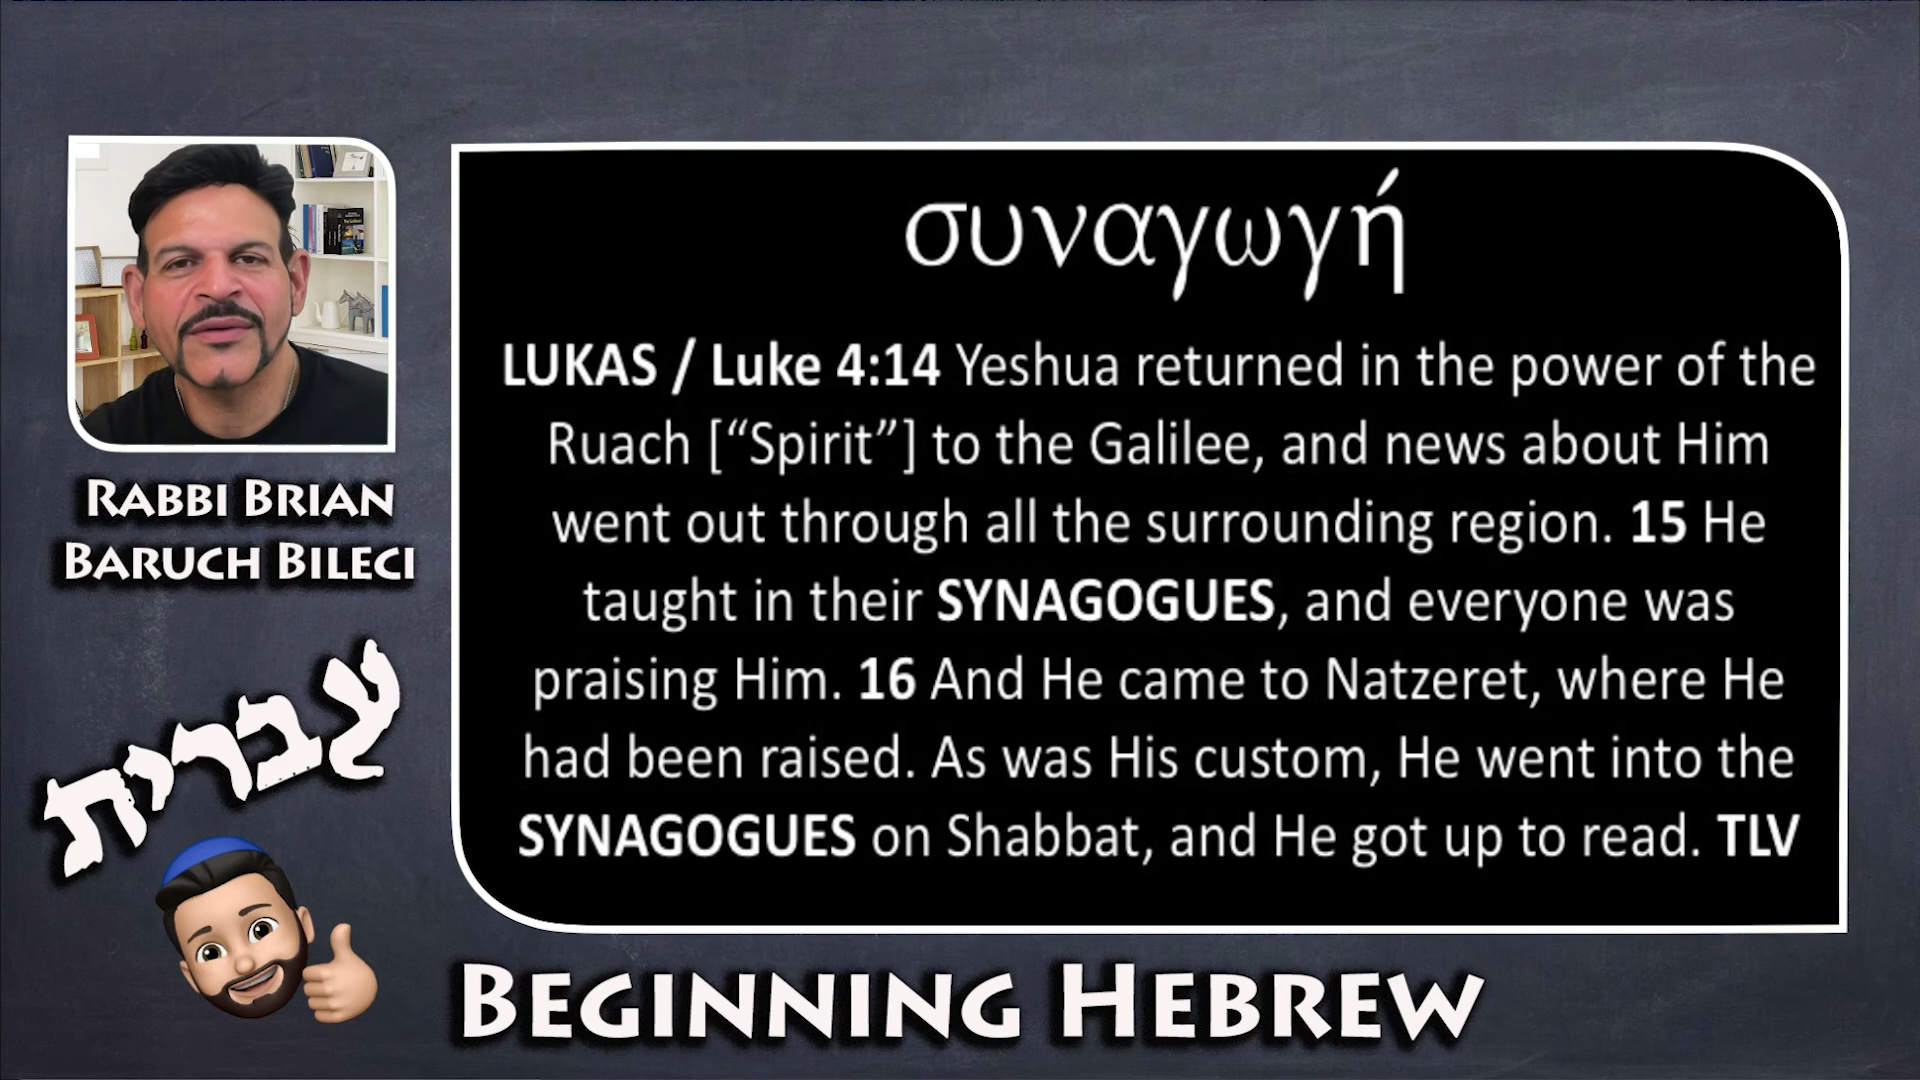 συναγωγή
LUKAS / Luke 4:14 Yeshua returned in the power of the
Ruach [“Spirit”] to the Galilee, and news about Him
went out through all the surrounding region. 15 He
taught in their SYNAGOGUES, and everyone was
praising Him. 16 And He came to Natzeret, where He
had been raised. As was His custom, He went into the
SYNAGOGUES on Shabbat, and He got up to read. TLV
RABBI BRIAN
BARUCH BILECI
עברית
BEGINNING HEBREW